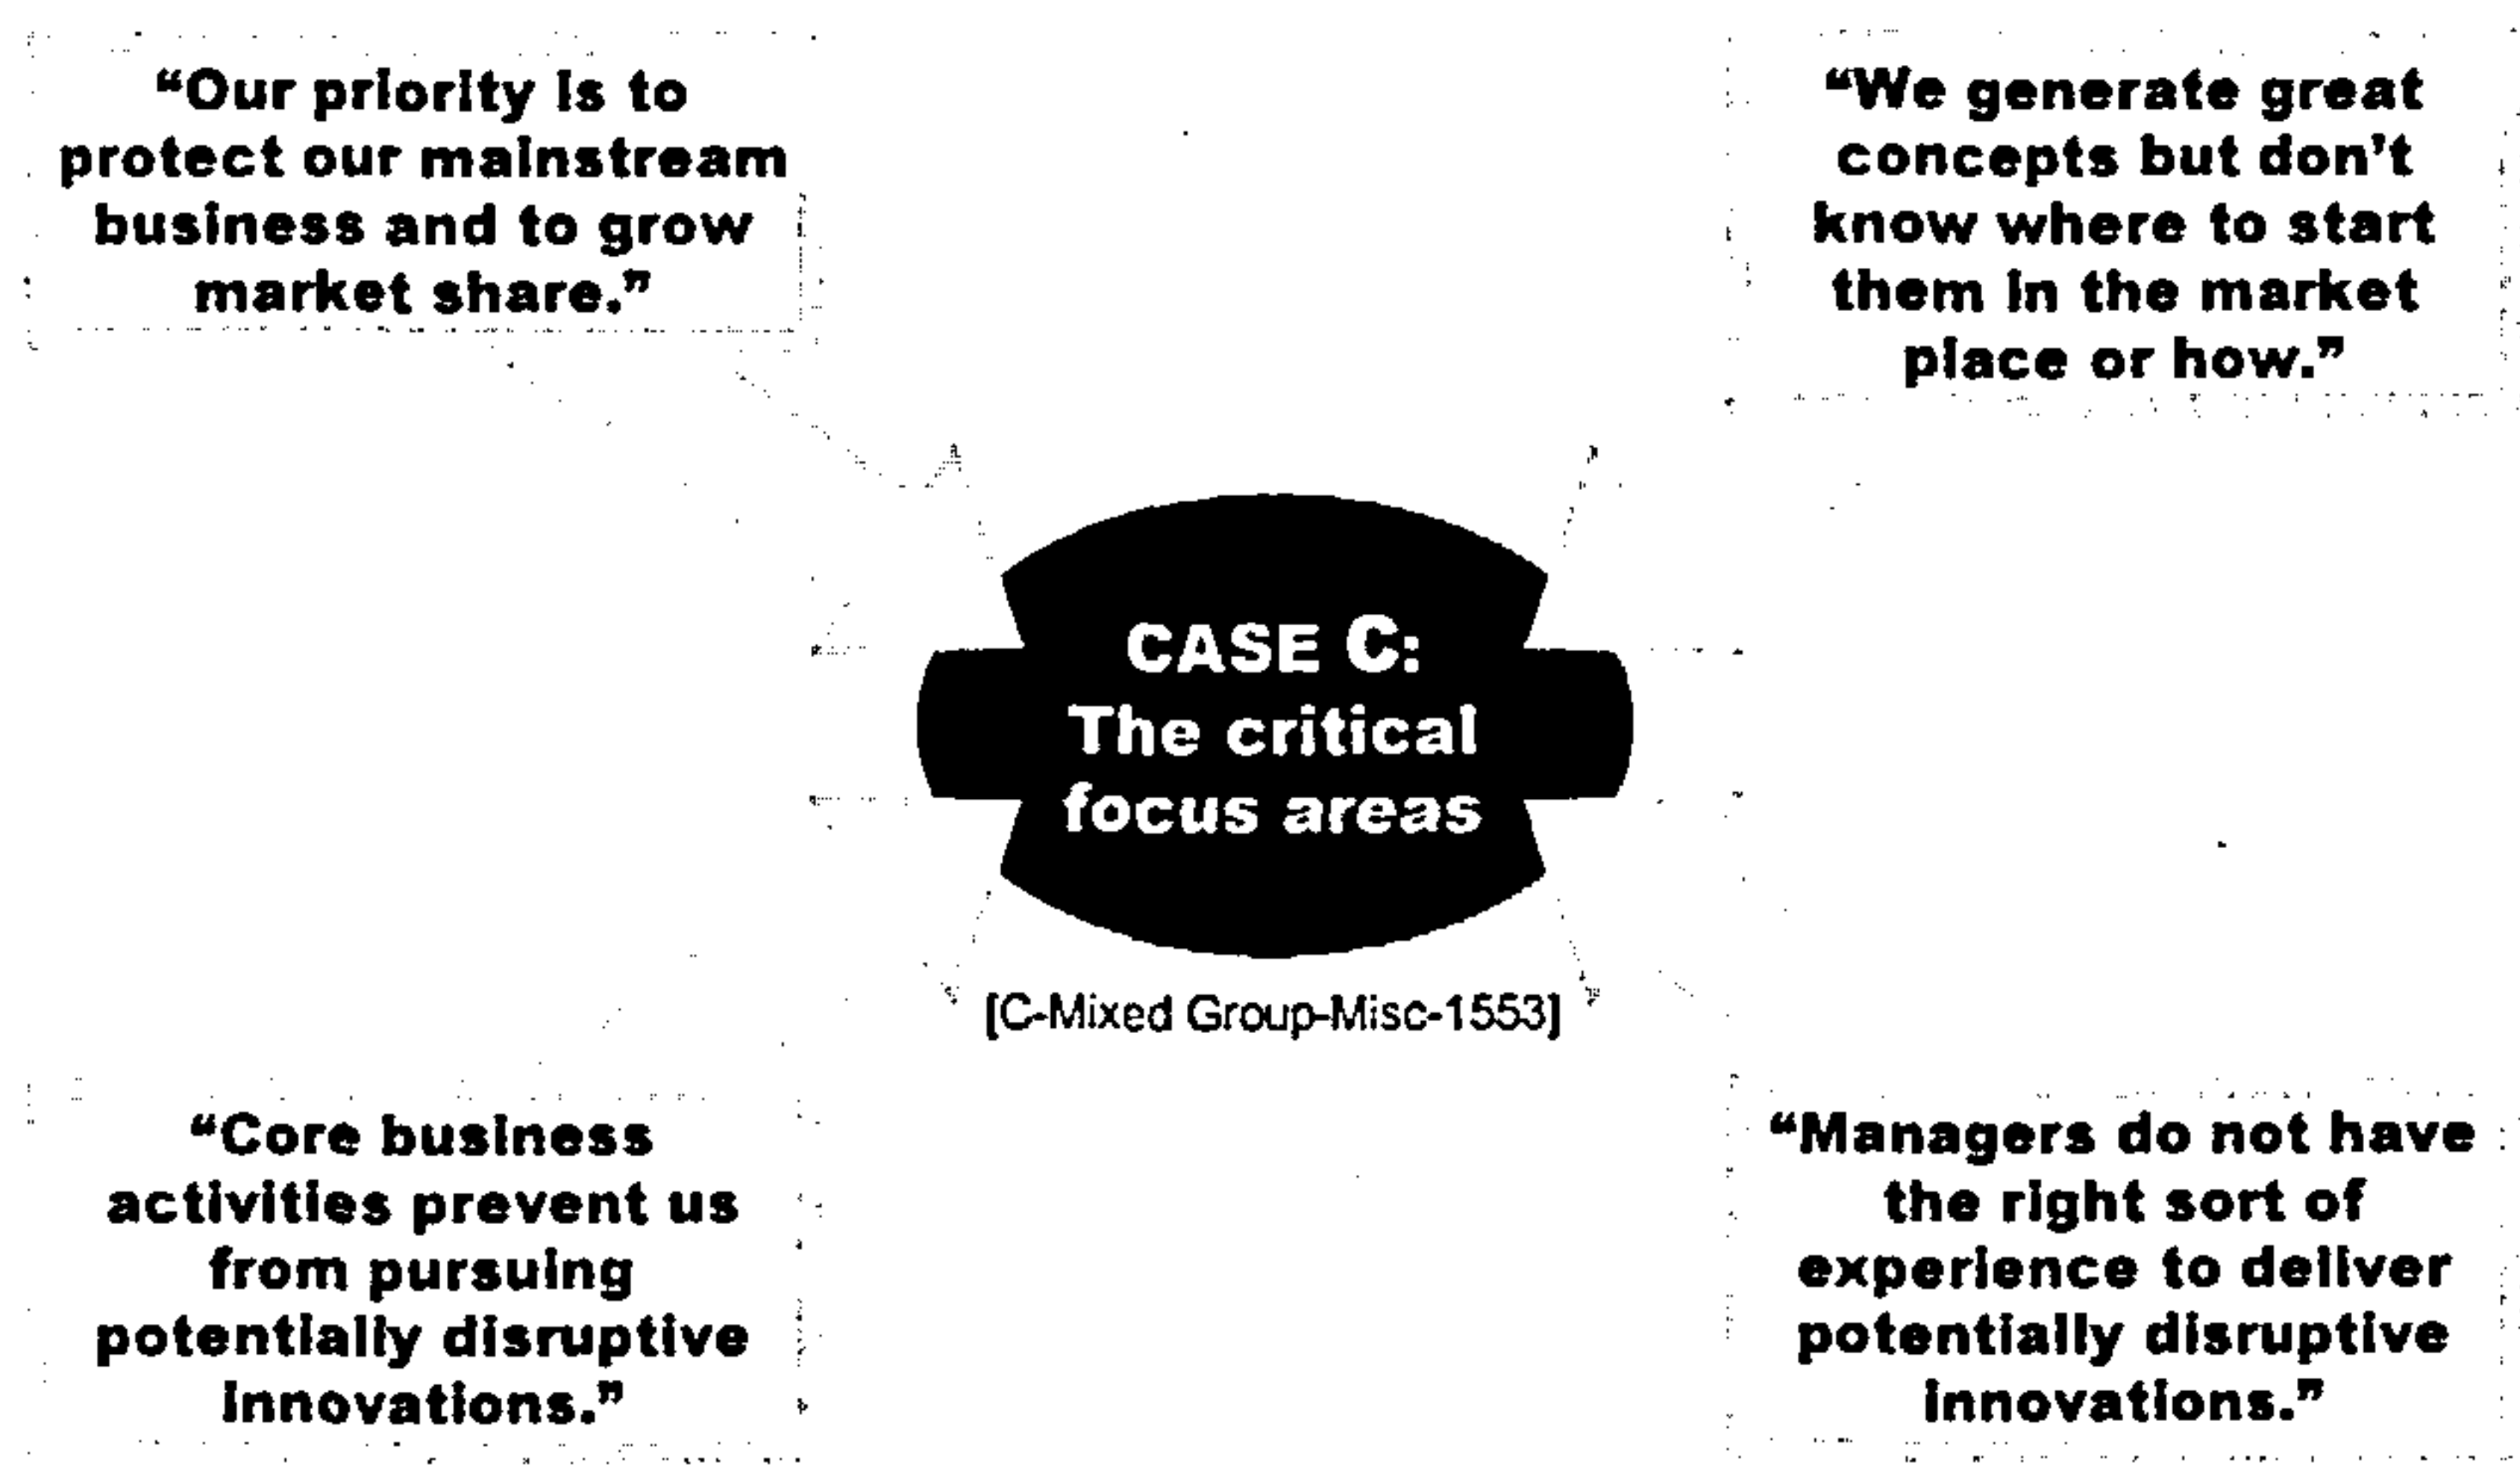 “Our priority is to
protect our mainstream
business and to grow
market share.”
“We generate great
concepts but don’t
know where to start
them in the market
place or how.”
CASE C:
The critical
focus areas
[C-Mixed Group-Misc-1553]
“Core business
activities prevent us
from pursuing
potentially disruptive
innovations.”
“Managers do not have
the right sort of
experience to deliver
potentially disruptive
innovations.”